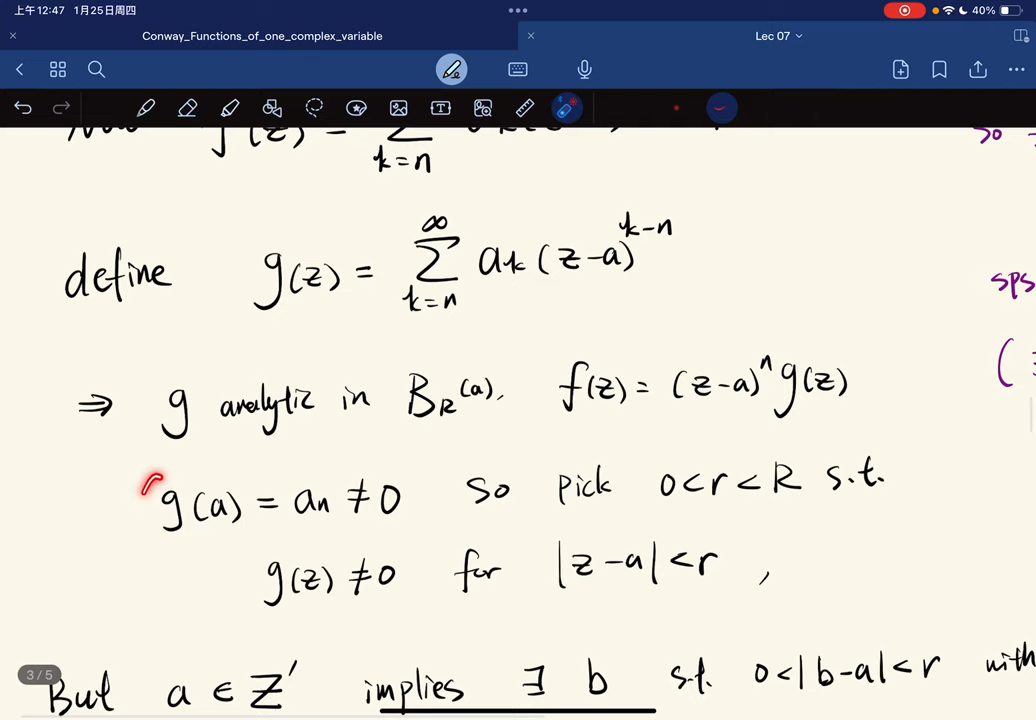 上午12:47 1月25日周四
40%
Conway_Functions_of_one_complex_variable
Lec 07
k=n
so
define g(z) = ∑_{k=n}^{∞} a_k (z-a)^{k-n}
sps
⇒ g analytic in B_R(a), f(z) = (z-a)^n g(z)
g(a) = a_n ≠ 0 so pick 0<r<R s.t.
g(z) ≠ 0 for |z-a|<r ,
3/5
But a ∈ Z' implies ∃ b s.t. 0<|b-a|<r with